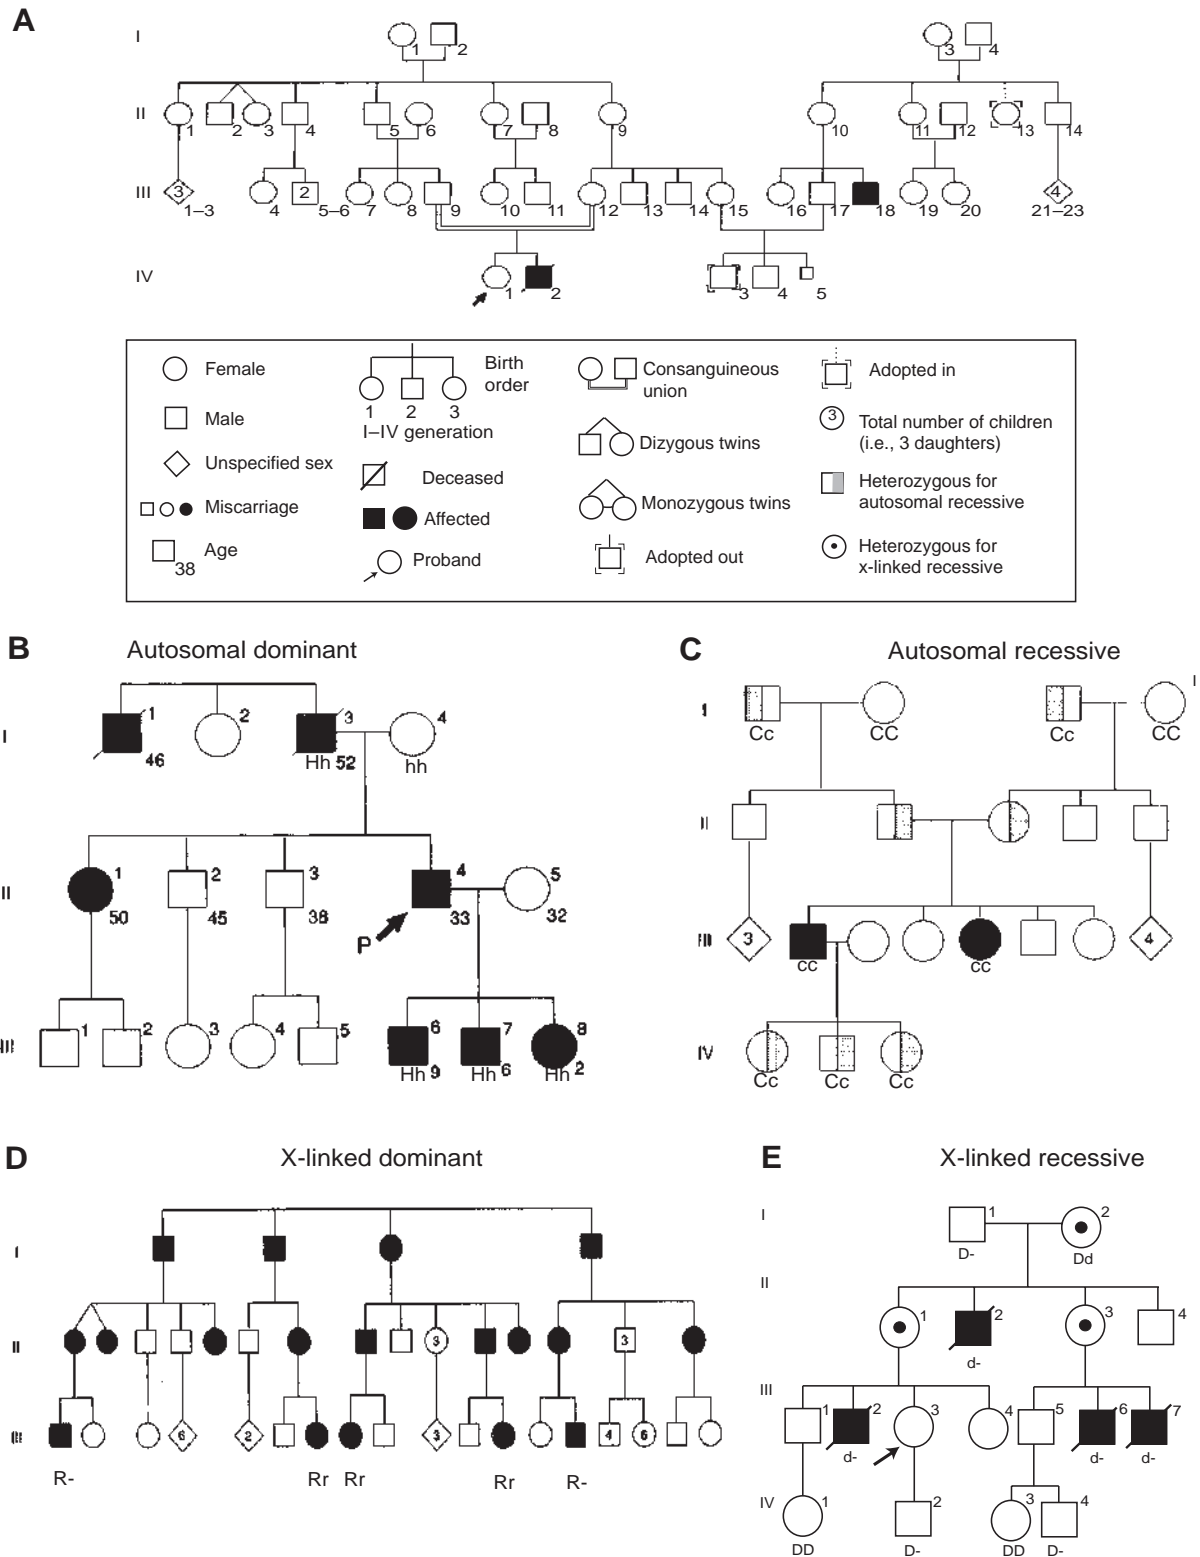 A
I
1 2 3 4
II
1 2 3 4 5 6 7 8 9 10 11 12 13 14
III
3 2 4
1–3 4 5–6 7 8 9 10 11 12 13 14 15 16 17 18 19 20 21–23
IV
1 2 3 4 5
Female
Male
Unspecified sex
Miscarriage
Age
38
Birth
order
1 2 3
I–IV generation
Deceased
Affected
Proband
Consanguineous
union
Dizygous twins
Monozygous twins
Adopted out
Adopted in
3
Total number of children
(i.e., 3 daughters)
Heterozygous for
autosomal recessive
Heterozygous for
x-linked recessive
B
Autosomal dominant
I
1 2 3 4
46 Hh 52 hh
II
1 2 3 4 5
50 45 38 33 32
P
III
1 2 3 4 5 6 7 8
Hh 9 Hh 6 Hh 2
C
Autosomal recessive
I
I
Cc CC Cc CC
II
III
3 4
cc cc
IV
Cc Cc Cc
D
X-linked dominant
I
II
3 3
III
6 2 3 4 6
R- Rr Rr Rr R-
E
X-linked recessive
I
1 2
D- Dd
II
1 2 3 4
d-
III
1 2 3 4 5 6 7
d- d- d-
IV
1 2 3 4
DD D- DD D-